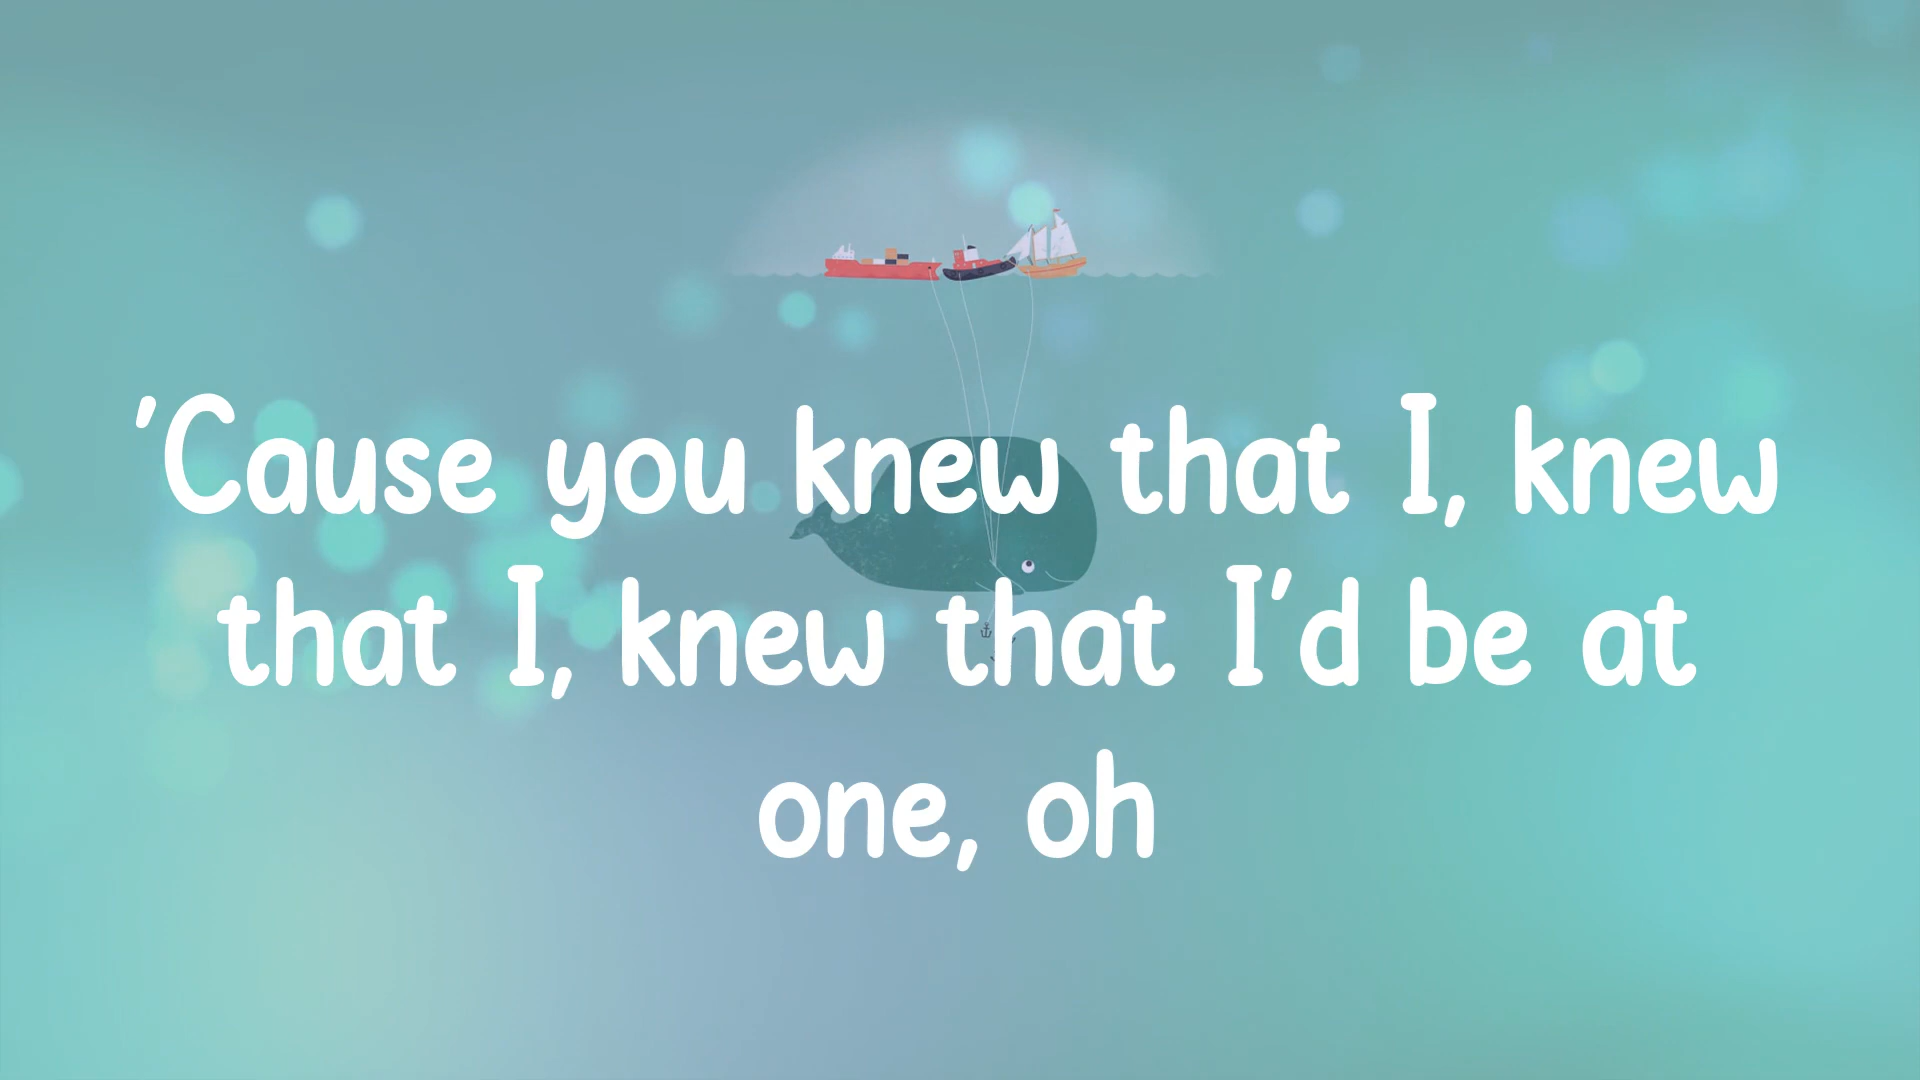 'Cause you knew that I, knew
that I, knew that I'd be at
one, oh